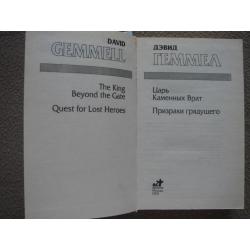 DAVID
GEMMELL
The King
Beyond the Gate
Quest for Lost Heroes
ДЭВИД
ГЕММЕЛ
Царь
Каменных Врат
Призраки грядущего